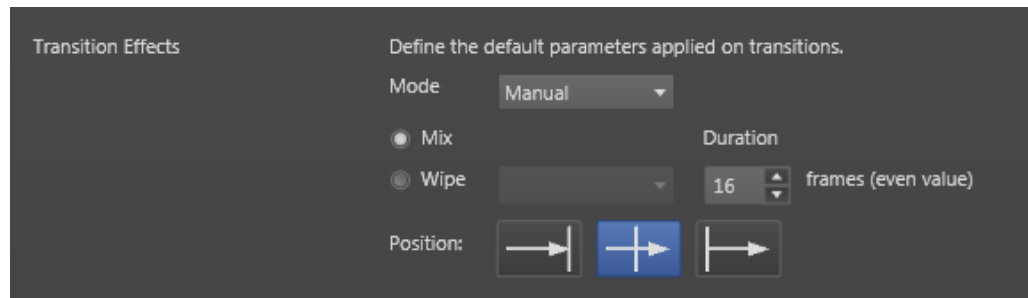 Transition Effects
Define the default parameters applied on transitions.
Mode
Manual
Mix
Duration
Wipe
16
frames (even value)
Position: